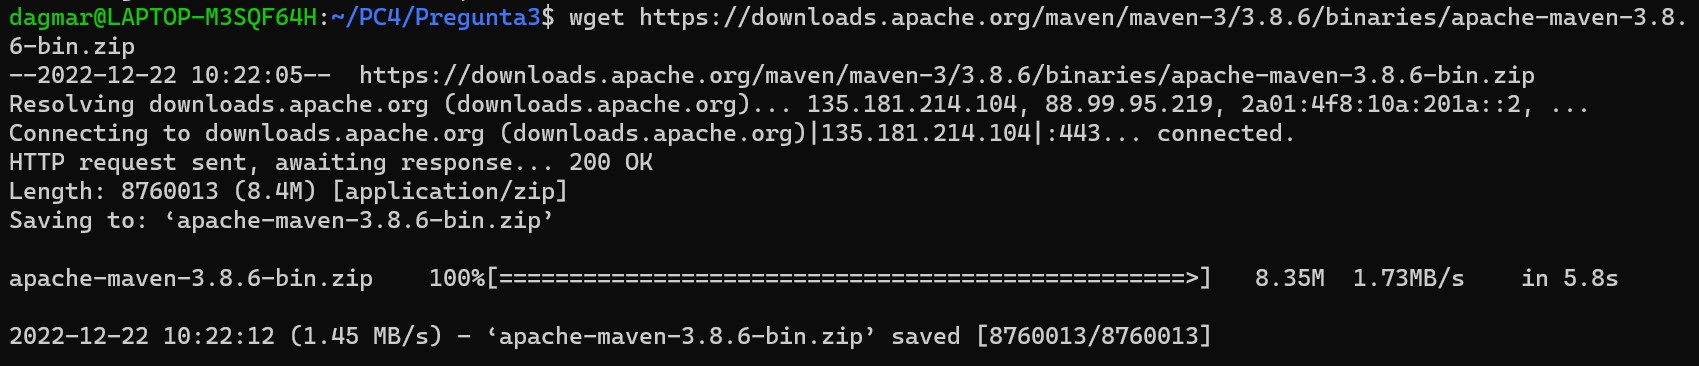 dagmar@LAPTOP-M3SQF64H:~/PC4/Pregunta3$ wget https://downloads.apache.org/maven/maven-3/3.8.6/binaries/apache-maven-3.8.
6-bin.zip
--2022-12-22 10:22:05--  https://downloads.apache.org/maven/maven-3/3.8.6/binaries/apache-maven-3.8.6-bin.zip
Resolving downloads.apache.org (downloads.apache.org)... 135.181.214.104, 88.99.95.219, 2a01:4f8:10a:201a::2, ...
Connecting to downloads.apache.org (downloads.apache.org)|135.181.214.104|:443... connected.
HTTP request sent, awaiting response... 200 OK
Length: 8760013 (8.4M) [application/zip]
Saving to: ‘apache-maven-3.8.6-bin.zip’
apache-maven-3.8.6-bin.zip    100%[=================================================>]   8.35M  1.73MB/s    in 5.8s
2022-12-22 10:22:12 (1.45 MB/s) - ‘apache-maven-3.8.6-bin.zip’ saved [8760013/8760013]